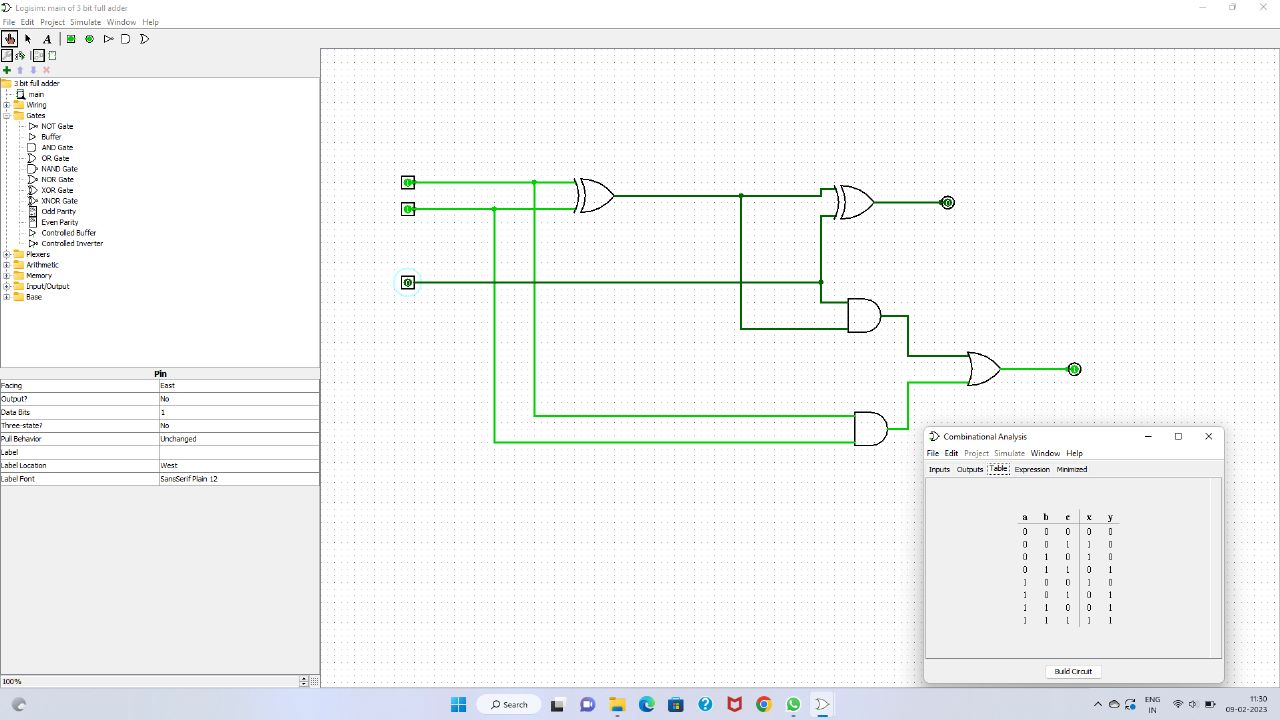 Logisim: main of 3 bit full adder
File Edit Project Simulate Window Help
A
3 bit full adder
main
Wiring
Gates
NOT Gate
Buffer
AND Gate
OR Gate
NAND Gate
NOR Gate
XOR Gate
XNOR Gate
Odd Parity
Even Parity
Controlled Buffer
Controlled Inverter
Plexers
Arithmetic
Memory
Input/Output
Base
Pin
Facing East
Output? No
Data Bits 1
Three-state? No
Pull Behavior Unchanged
Label
Label Location West
Label Font SansSerif Plain 12
100%
1
1
0
0
1
Combinational Analysis
File Edit Project Simulate Window Help
Inputs Outputs Table Expression Minimized
a b c x y
0 0 0 0 0
0 0 1 1 0
0 1 0 1 0
0 1 1 0 1
1 0 0 1 0
1 0 1 0 1
1 1 0 0 1
1 1 1 1 1
Build Circuit
Search
ENG
IN
11:30
09-02-2023